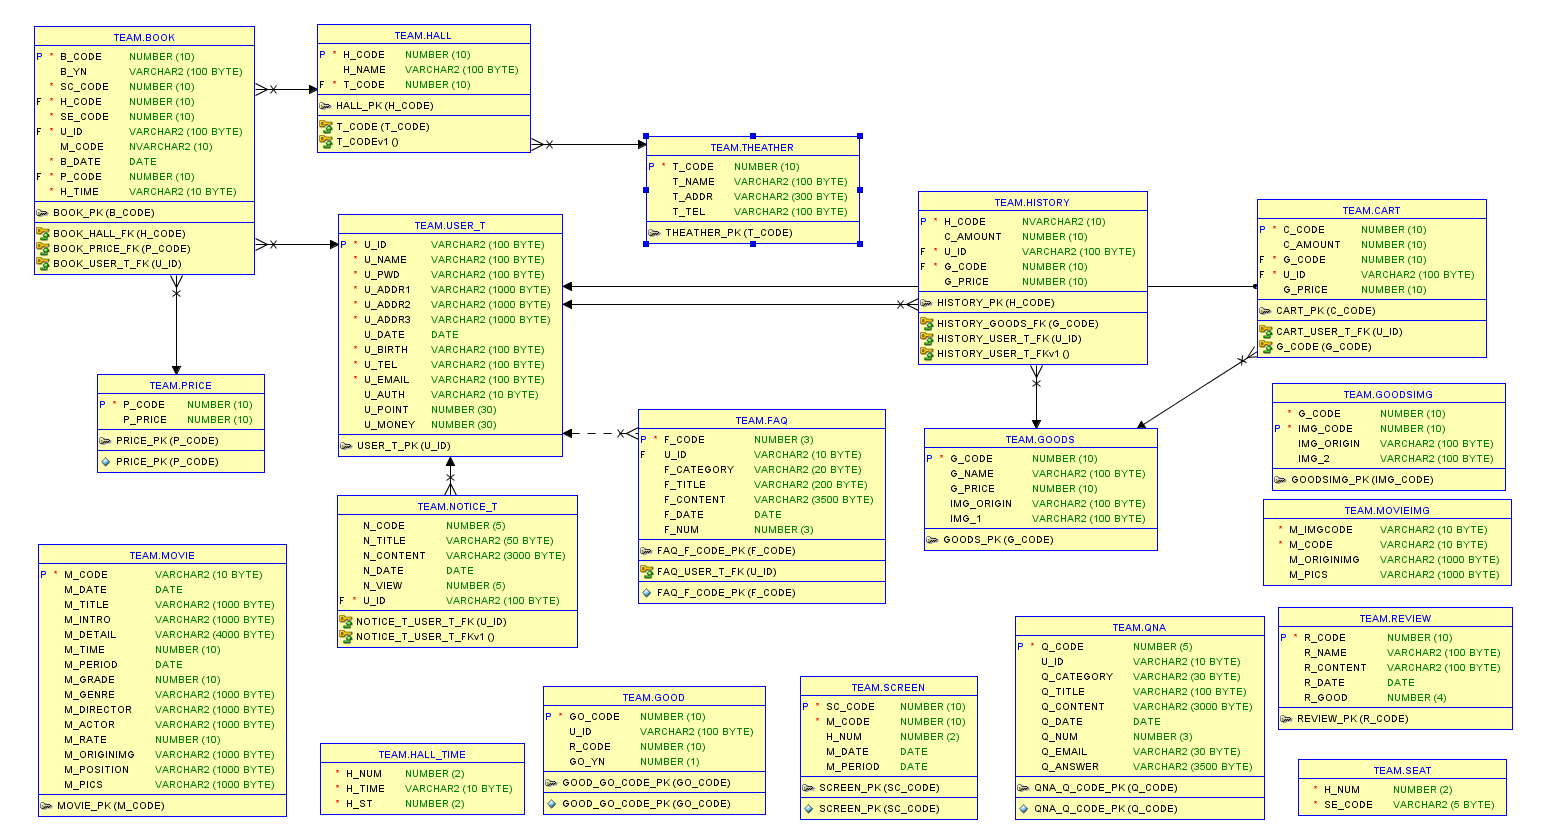 TEAM.BOOK
P * B_CODE NUMBER (10)
B_YN VARCHAR2 (100 BYTE)
* SC_CODE NUMBER (10)
F * H_CODE NUMBER (10)
* SE_CODE NUMBER (10)
F * U_ID VARCHAR2 (100 BYTE)
M_CODE NVARCHAR2 (10)
* B_DATE DATE
F * P_CODE NUMBER (10)
* H_TIME VARCHAR2 (10 BYTE)
BOOK_PK (B_CODE)
BOOK_HALL_FK (H_CODE)
BOOK_PRICE_FK (P_CODE)
BOOK_USER_T_FK (U_ID)
TEAM.HALL
P * H_CODE NUMBER (10)
H_NAME VARCHAR2 (100 BYTE)
F * T_CODE NUMBER (10)
HALL_PK (H_CODE)
T_CODE (T_CODE)
T_CODEv1 ()
TEAM.THEATHER
P * T_CODE NUMBER (10)
T_NAME VARCHAR2 (100 BYTE)
T_ADDR VARCHAR2 (300 BYTE)
T_TEL VARCHAR2 (100 BYTE)
THEATHER_PK (T_CODE)
TEAM.USER_T
P * U_ID VARCHAR2 (100 BYTE)
* U_NAME VARCHAR2 (100 BYTE)
* U_PWD VARCHAR2 (100 BYTE)
* U_ADDR1 VARCHAR2 (1000 BYTE)
* U_ADDR2 VARCHAR2 (1000 BYTE)
* U_ADDR3 VARCHAR2 (1000 BYTE)
U_DATE DATE
* U_BIRTH VARCHAR2 (100 BYTE)
* U_TEL VARCHAR2 (100 BYTE)
* U_EMAIL VARCHAR2 (100 BYTE)
U_AUTH VARCHAR2 (10 BYTE)
U_POINT NUMBER (30)
U_MONEY NUMBER (30)
USER_T_PK (U_ID)
TEAM.HISTORY
P * H_CODE NVARCHAR2 (10)
C_AMOUNT NUMBER (10)
F * U_ID VARCHAR2 (100 BYTE)
F * G_CODE NUMBER (10)
G_PRICE NUMBER (10)
HISTORY_PK (H_CODE)
HISTORY_GOODS_FK (G_CODE)
HISTORY_USER_T_FK (U_ID)
HISTORY_USER_T_FKv1 ()
TEAM.CART
P * C_CODE NUMBER (10)
C_AMOUNT NUMBER (10)
F * G_CODE NUMBER (10)
F * U_ID VARCHAR2 (100 BYTE)
G_PRICE NUMBER (10)
CART_PK (C_CODE)
CART_USER_T_FK (U_ID)
G_CODE (G_CODE)
TEAM.PRICE
P * P_CODE NUMBER (10)
P_PRICE NUMBER (10)
PRICE_PK (P_CODE)
PRICE_PK (P_CODE)
TEAM.FAQ
P * F_CODE NUMBER (3)
F U_ID VARCHAR2 (10 BYTE)
F_CATEGORY VARCHAR2 (20 BYTE)
F_TITLE VARCHAR2 (200 BYTE)
F_CONTENT VARCHAR2 (3500 BYTE)
F_DATE DATE
F_NUM NUMBER (3)
FAQ_F_CODE_PK (F_CODE)
FAQ_USER_T_FK (U_ID)
FAQ_F_CODE_PK (F_CODE)
TEAM.GOODS
P * G_CODE NUMBER (10)
G_NAME VARCHAR2 (100 BYTE)
G_PRICE NUMBER (10)
IMG_ORIGIN VARCHAR2 (100 BYTE)
IMG_1 VARCHAR2 (100 BYTE)
GOODS_PK (G_CODE)
TEAM.GOODSIMG
* G_CODE NUMBER (10)
P * IMG_CODE NUMBER (10)
IMG_ORIGIN VARCHAR2 (100 BYTE)
IMG_2 VARCHAR2 (100 BYTE)
GOODSIMG_PK (IMG_CODE)
TEAM.NOTICE_T
N_CODE NUMBER (5)
N_TITLE VARCHAR2 (50 BYTE)
N_CONTENT VARCHAR2 (3000 BYTE)
N_DATE DATE
N_VIEW NUMBER (5)
F * U_ID VARCHAR2 (100 BYTE)
NOTICE_T_USER_T_FK (U_ID)
NOTICE_T_USER_T_FKv1 ()
TEAM.MOVIEIMG
* M_IMGCODE VARCHAR2 (10 BYTE)
* M_CODE VARCHAR2 (10 BYTE)
M_ORIGINIMG VARCHAR2 (1000 BYTE)
M_PICS VARCHAR2 (1000 BYTE)
TEAM.MOVIE
P * M_CODE VARCHAR2 (10 BYTE)
M_DATE DATE
M_TITLE VARCHAR2 (1000 BYTE)
M_INTRO VARCHAR2 (1000 BYTE)
M_DETAIL VARCHAR2 (4000 BYTE)
M_TIME NUMBER (10)
M_PERIOD DATE
M_GRADE NUMBER (10)
M_GENRE VARCHAR2 (1000 BYTE)
M_DIRECTOR VARCHAR2 (1000 BYTE)
M_ACTOR VARCHAR2 (1000 BYTE)
M_RATE NUMBER (10)
M_ORIGINIMG VARCHAR2 (1000 BYTE)
M_POSITION VARCHAR2 (1000 BYTE)
M_PICS VARCHAR2 (1000 BYTE)
MOVIE_PK (M_CODE)
TEAM.REVIEW
P * R_CODE NUMBER (10)
R_NAME VARCHAR2 (100 BYTE)
R_CONTENT VARCHAR2 (100 BYTE)
R_DATE DATE
R_GOOD NUMBER (4)
REVIEW_PK (R_CODE)
TEAM.QNA
P * Q_CODE NUMBER (5)
U_ID VARCHAR2 (10 BYTE)
Q_CATEGORY VARCHAR2 (30 BYTE)
Q_TITLE VARCHAR2 (100 BYTE)
Q_CONTENT VARCHAR2 (3000 BYTE)
Q_DATE DATE
Q_NUM NUMBER (3)
Q_EMAIL VARCHAR2 (30 BYTE)
Q_ANSWER VARCHAR2 (3500 BYTE)
QNA_Q_CODE_PK (Q_CODE)
QNA_Q_CODE_PK (Q_CODE)
TEAM.SCREEN
P * SC_CODE NUMBER (10)
* M_CODE NUMBER (10)
H_NUM NUMBER (2)
M_DATE DATE
M_PERIOD DATE
SCREEN_PK (SC_CODE)
SCREEN_PK (SC_CODE)
TEAM.GOOD
P * GO_CODE NUMBER (10)
U_ID VARCHAR2 (100 BYTE)
R_CODE NUMBER (10)
GO_YN NUMBER (1)
GOOD_GO_CODE_PK (GO_CODE)
GOOD_GO_CODE_PK (GO_CODE)
TEAM.HALL_TIME
* H_NUM NUMBER (2)
* H_TIME VARCHAR2 (10 BYTE)
* H_ST NUMBER (2)
TEAM.SEAT
* H_NUM NUMBER (2)
* SE_CODE VARCHAR2 (5 BYTE)